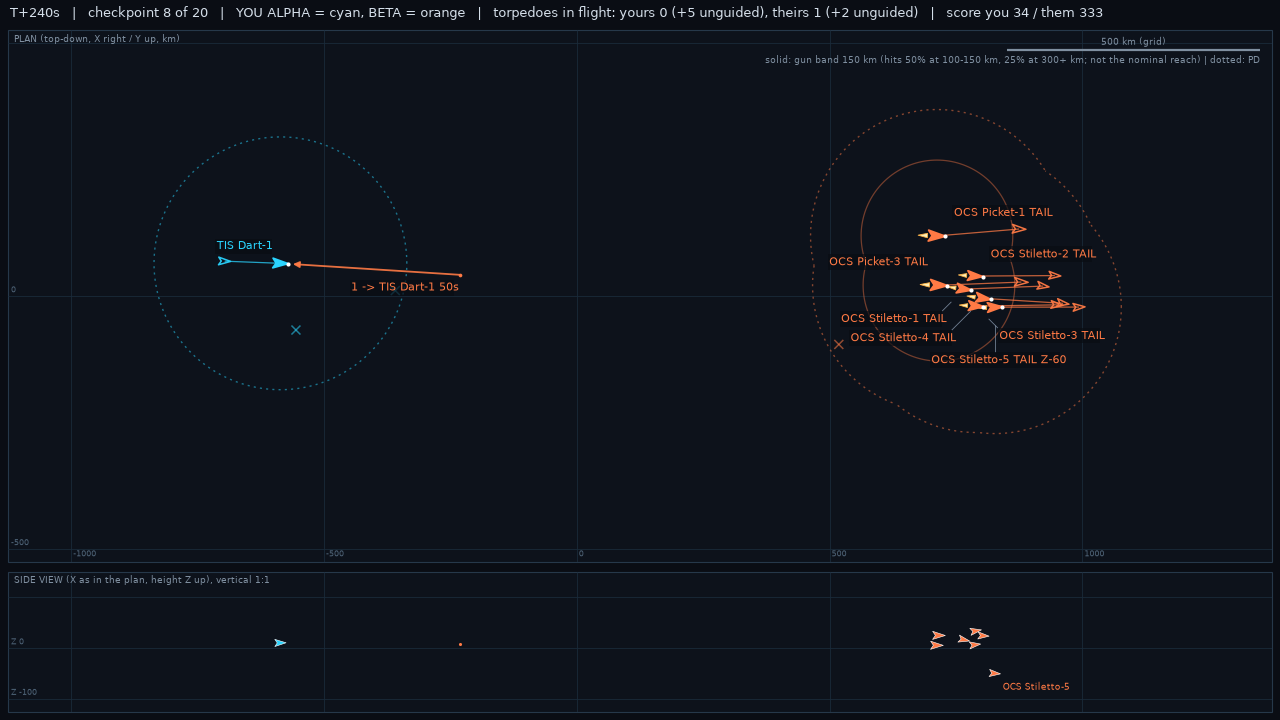 T+240s | checkpoint 8 of 20 | YOU ALPHA = cyan, BETA = orange | torpedoes in flight: yours 0 (+5 unguided), theirs 1 (+2 unguided) | score you 34 / them 333
PLAN (top-down, X right / Y up, km)
500 km (grid)
solid: gun band 150 km (hits 50% at 100-150 km, 25% at 300+ km; not the nominal reach) | dotted: PD
OCS Picket-1 TAIL
TIS Dart-1
OCS Stiletto-2 TAIL
OCS Picket-3 TAIL
1 -> TIS Dart-1 50s
0
OCS Stiletto-1 TAIL
OCS Stiletto-4 TAIL
OCS Stiletto-3 TAIL
OCS Stiletto-5 TAIL Z-60
-500
-1000
-500
0
500
1000
SIDE VIEW (X as in the plan, height Z up), vertical 1:1
Z 0
Z -100
OCS Stiletto-5